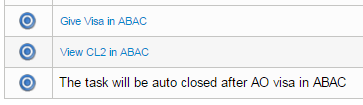 Give Visa in ABAC
View CL2 in ABAC
The task will be auto closed after AO visa in ABAC